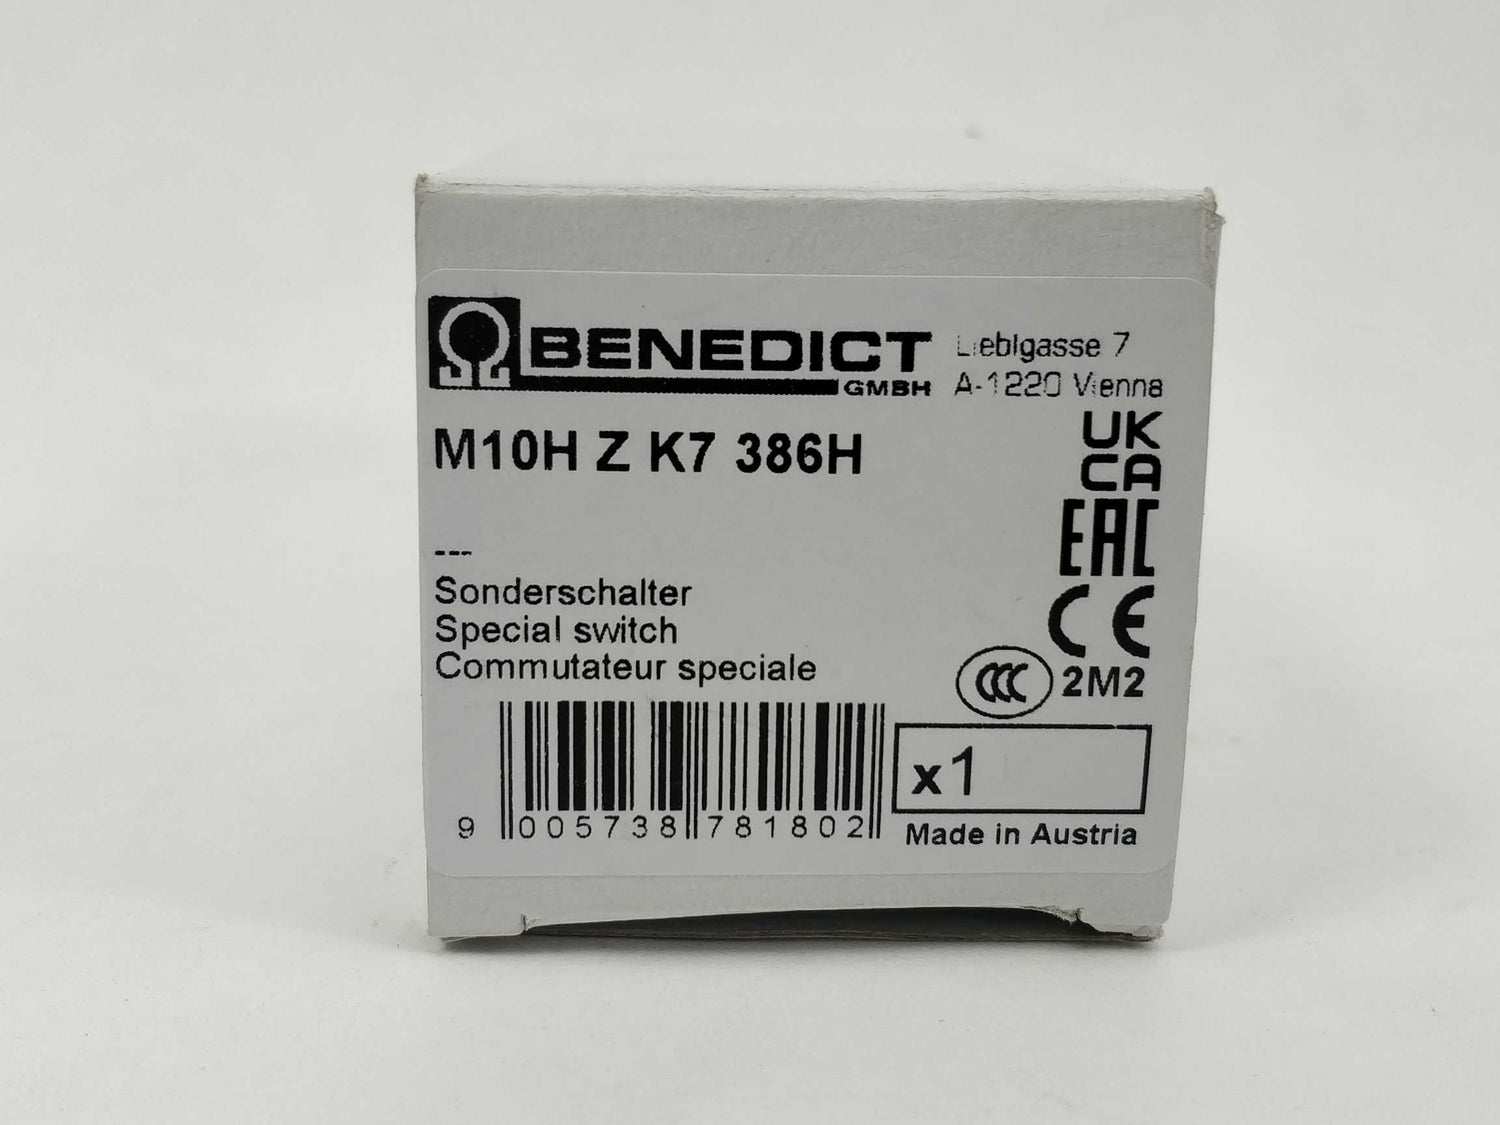 BENEDICT
GMBH
Lieblgasse 7
A-1220 Vienna
M10H Z K7 386H
UK
CA
EAC
---
CE
Sonderschalter
Special switch
Commutateur speciale
CCC 2M2
x1
9 005738 781802
Made in Austria